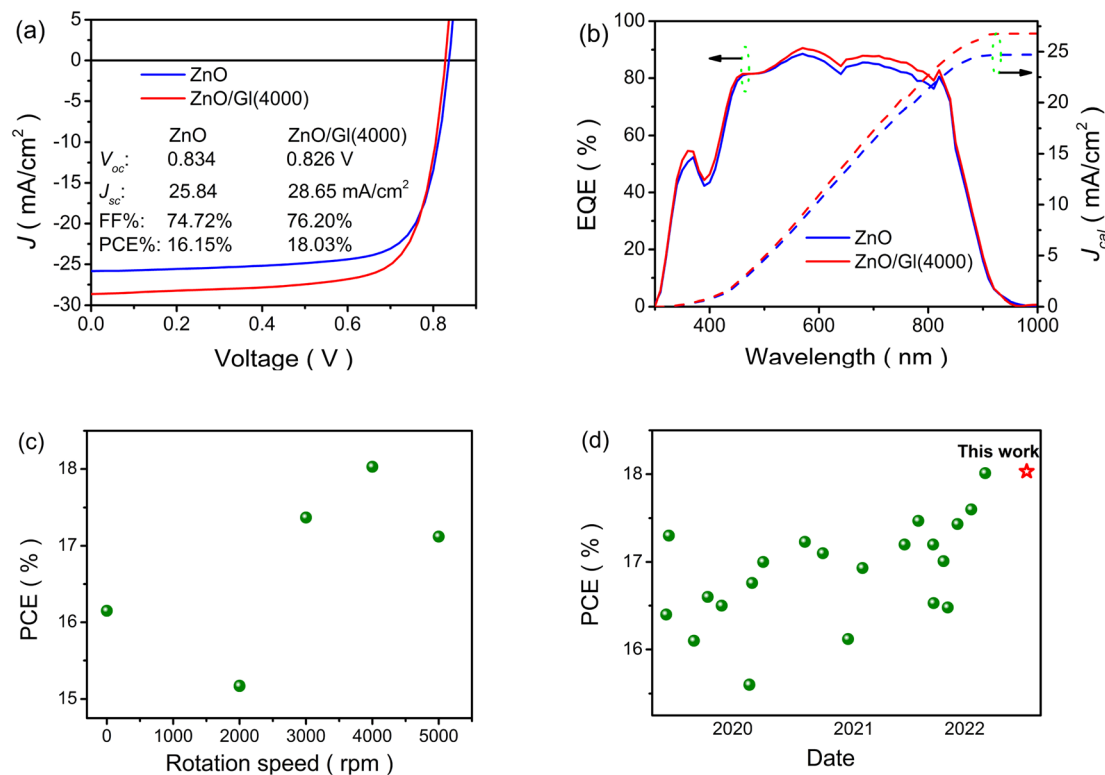 (a)
J ( mA/cm2 )
5
0
-5
-10
-15
-20
-25
-30
ZnO
ZnO/Gl(4000)
ZnO ZnO/Gl(4000)
Voc: 0.834 0.826 V
Jsc: 25.84 28.65 mA/cm2
FF%: 74.72% 76.20%
PCE%: 16.15% 18.03%
0.0 0.2 0.4 0.6 0.8
Voltage ( V )
(b)
EQE ( % )
100
80
60
40
20
0
ZnO
ZnO/Gl(4000)
25
20
15
10
5
0
Jcal ( mA/cm2 )
400 600 800 1000
Wavelength ( nm )
(c)
PCE ( % )
18
17
16
15
0 1000 2000 3000 4000 5000
Rotation speed ( rpm )
(d)
PCE ( % )
18
17
16
This work
2020 2021 2022
Date